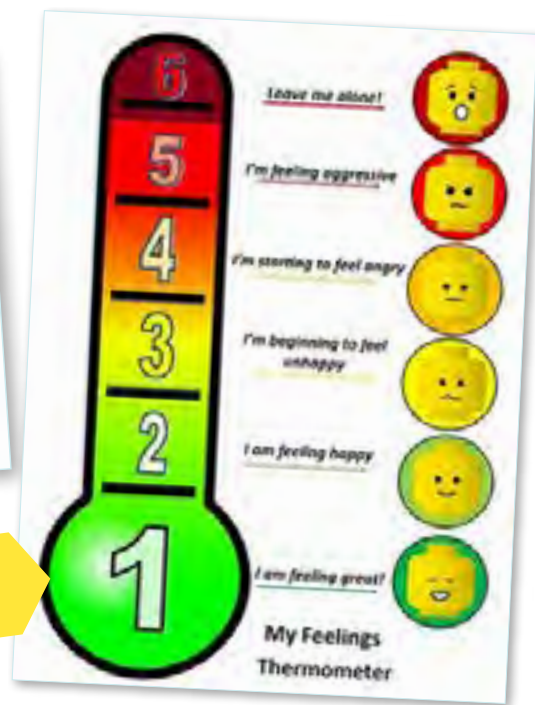 6
Leave me alone!
5
I'm feeling aggressive
4
I'm starting to feel angry
3
I'm beginning to feel
unhappy
2
I am feeling happy
1
I am feeling great!
My Feelings
Thermometer